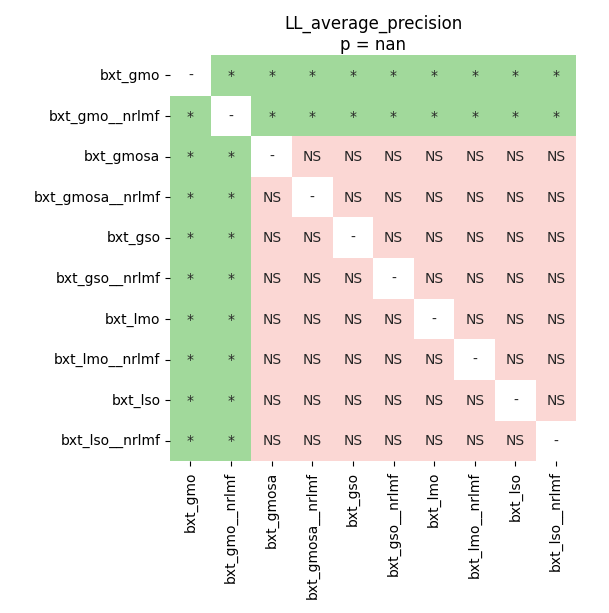 LL_average_precision
p = nan
bxt_gmo - * * * * * * * * *
bxt_gmo__nrlmf * - * * * * * * * *
bxt_gmosa * * - NS NS NS NS NS NS NS
bxt_gmosa__nrlmf * * NS - NS NS NS NS NS NS
bxt_gso * * NS NS - NS NS NS NS NS
bxt_gso__nrlmf * * NS NS NS - NS NS NS NS
bxt_lmo * * NS NS NS NS - NS NS NS
bxt_lmo__nrlmf * * NS NS NS NS NS - NS NS
bxt_lso * * NS NS NS NS NS NS - NS
bxt_lso__nrlmf * * NS NS NS NS NS NS NS -
bxt_gmo
bxt_gmo__nrlmf
bxt_gmosa
bxt_gmosa__nrlmf
bxt_gso
bxt_gso__nrlmf
bxt_lmo
bxt_lmo__nrlmf
bxt_lso
bxt_lso__nrlmf